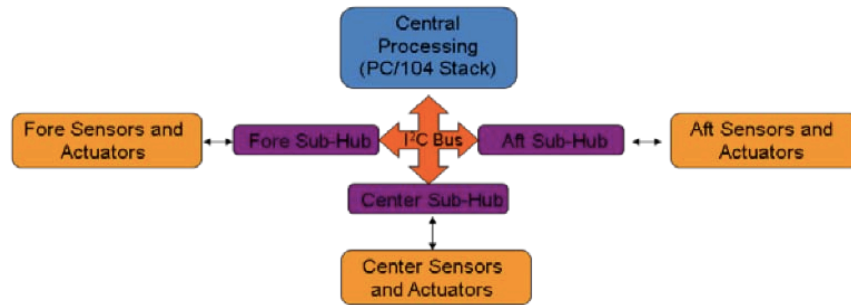 Central
Processing
(PC/104 Stack)
Fore Sensors and
Actuators
Fore Sub-Hub
I²C Bus
Aft Sub-Hub
Aft Sensors and
Actuators
Center Sub-Hub
Center Sensors
and Actuators